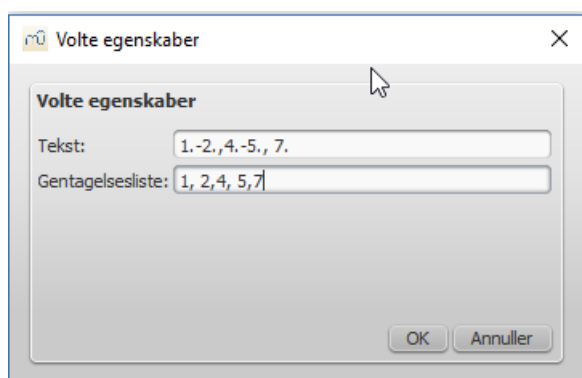 Volte egenskaber
Volte egenskaber
Tekst: 1.-2.,4.-5., 7.
Gentagelsesliste: 1, 2,4, 5,7
OK Annuller